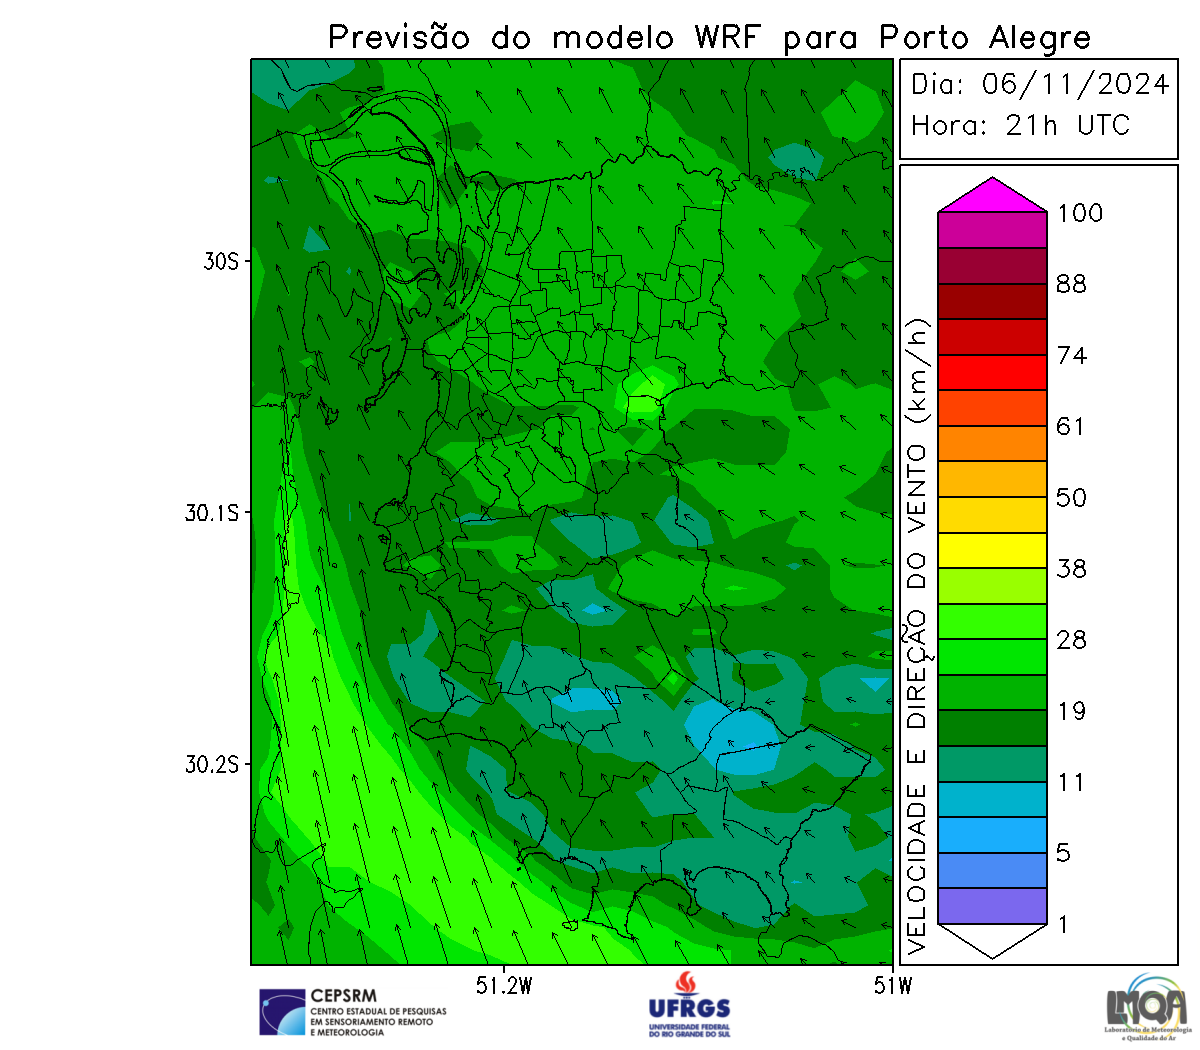 Previsão do modelo WRF para Porto Alegre
Dia: 06/11/2024
Hora: 21h UTC
30S
30.1S
30.2S
51.2W
51W
VELOCIDADE E DIREÇÃO DO VENTO (km/h)
100
88
74
61
50
38
28
19
11
5
1
CEPSRM
CENTRO ESTADUAL DE PESQUISAS
EM SENSORIAMENTO REMOTO
E METEOROLOGIA
UFRGS
UNIVERSIDADE FEDERAL
DO RIO GRANDE DO SUL
LMQA
Laboratório de Meteorologia
e Qualidade do Ar